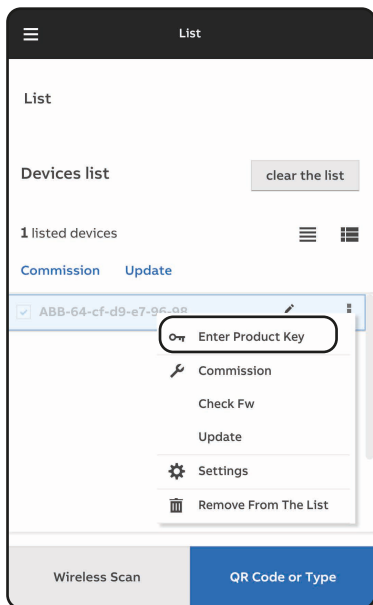 List
List
Devices list
clear the list
1 listed devices
Commission Update
ABB-64-cf-d9-e7-96-98
Enter Product Key
Commission
Check Fw
Update
Settings
Remove From The List
Wireless Scan
QR Code or Type